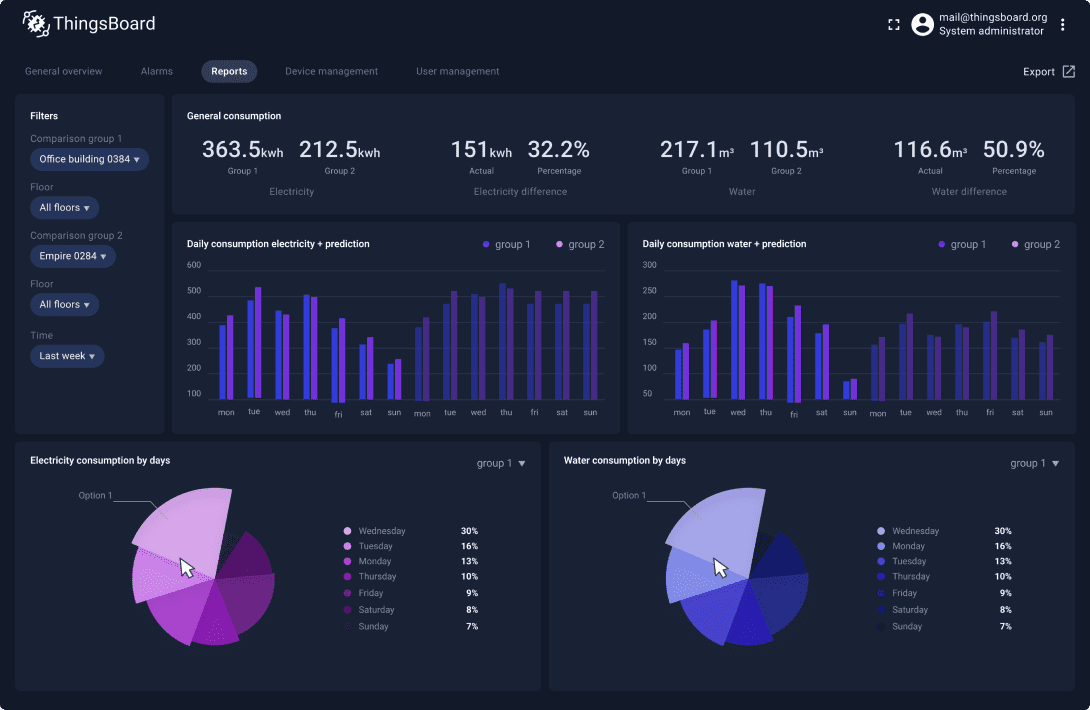 ThingsBoard
mail@thingsboard.org
System administrator
General overview Alarms Reports Device management User management Export
Filters
Comparison group 1
Office building 0384 ▾
Floor
All floors ▾
Comparison group 2
Empire 0284 ▾
Floor
All floors ▾
Time
Last week ▾
General consumption
363.5kwh 212.5kwh 151kwh 32.2% 217.1m³ 110.5m³ 116.6m³ 50.9%
Group 1 Group 2 Actual Percentage Group 1 Group 2 Actual Percentage
Electricity Electricity difference Water Water difference
Daily consumption electricity + prediction group 1 group 2
600
500
400
300
200
100
mon tue wed thu fri sat sun mon tue wed thu fri sat sun
Daily consumption water + prediction group 1 group 2
300
250
200
150
100
50
mon tue wed thu fri sat sun mon tue wed thu fri sat sun
Electricity consumption by days group 1 ▾
Option 1
Wednesday 30%
Tuesday 16%
Monday 13%
Thursday 10%
Friday 9%
Saturday 8%
Sunday 7%
Water consumption by days group 1 ▾
Option 1
Wednesday 30%
Monday 16%
Tuesday 13%
Thursday 10%
Friday 9%
Saturday 8%
Sunday 7%